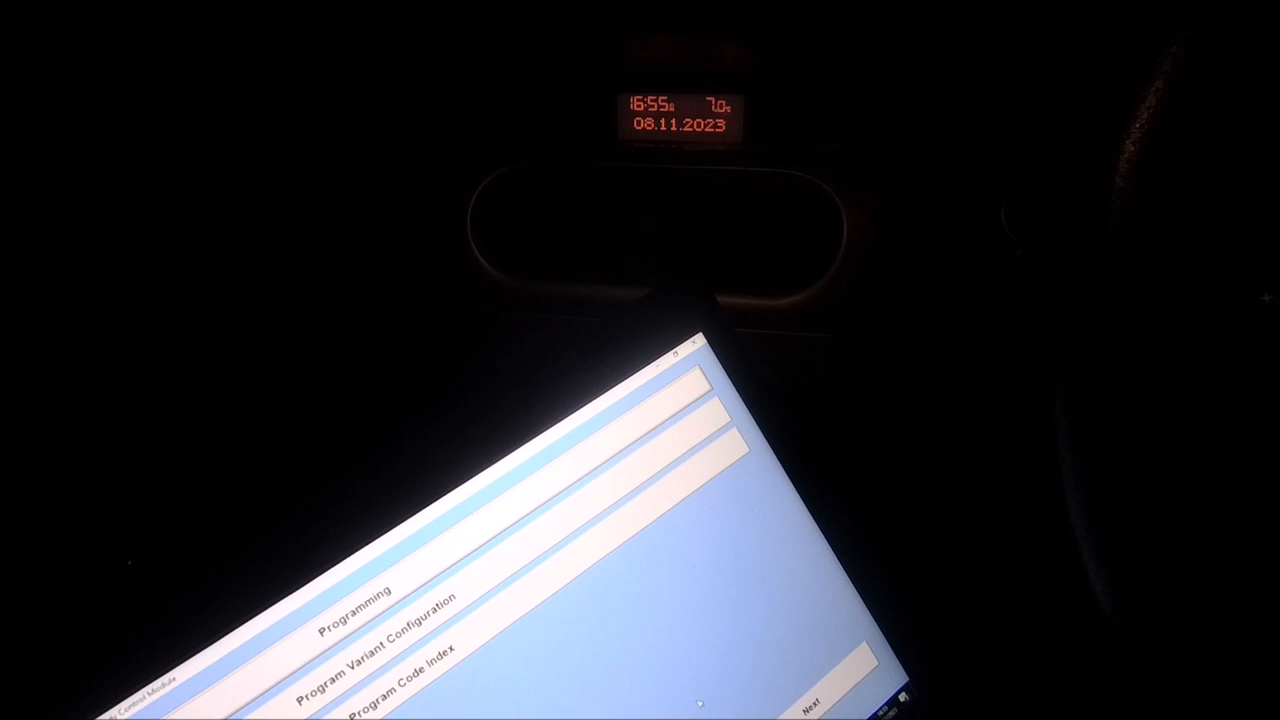 16:55 7.0°c
08.11.2023
Control Module
Programming
Program Variant Configuration
Program Code Index
Next